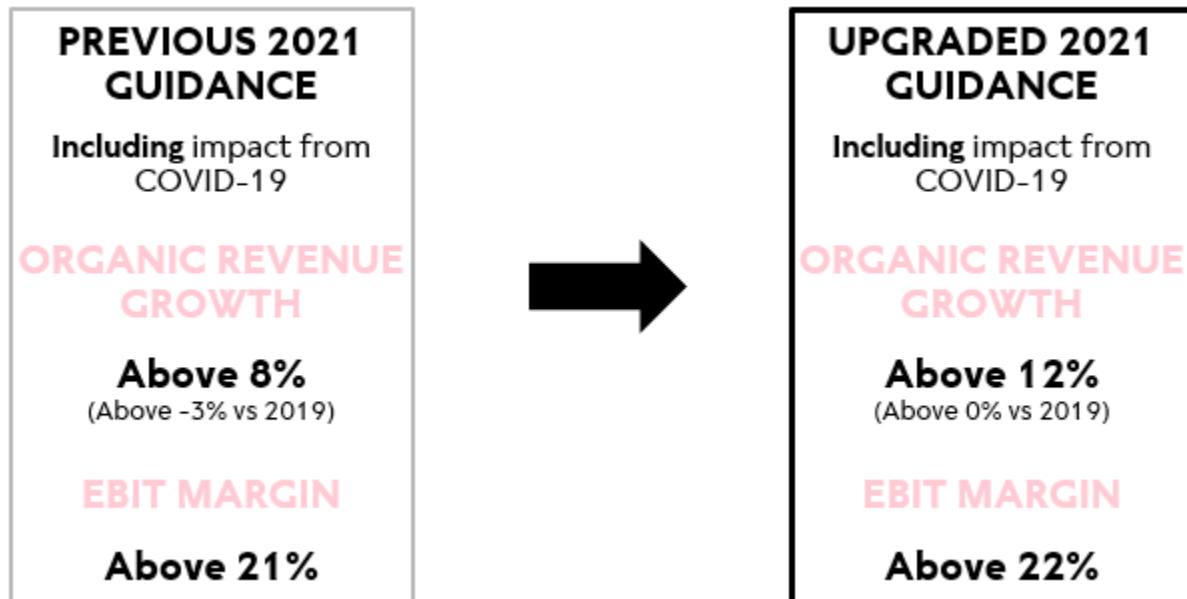 PREVIOUS 2021
GUIDANCE
Including impact from
COVID-19
ORGANIC REVENUE
GROWTH
Above 8%
(Above -3% vs 2019)
EBIT MARGIN
Above 21%
UPGRADED 2021
GUIDANCE
Including impact from
COVID-19
ORGANIC REVENUE
GROWTH
Above 12%
(Above 0% vs 2019)
EBIT MARGIN
Above 22%